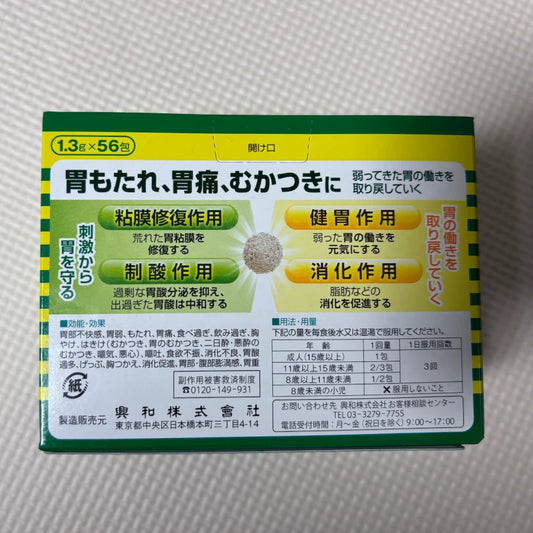 1.3g×56包
開け口
胃もたれ、胃痛、むかつきに
弱ってきた胃の働きを
取り戻していく
刺激から
胃を守る
粘膜修復作用
荒れた胃粘膜を
修復する
制酸作用
過剰な胃酸分泌を抑え、
出過ぎた胃酸は中和する
健胃作用
弱った胃の働きを
元気にする
消化作用
脂肪などの
消化を促進する
胃の働きを
取り戻していく
■効能・効果
胃部不快感、胃弱、もたれ、胃痛、食べ過ぎ、飲み過ぎ、胸
やけ、はきけ(むかつき、胃のむかつき、二日酔・悪酔の
むかつき、嘔気、悪心)、嘔吐、食欲不振、消化不良、胃酸
過多、げっぷ、胸つかえ、消化促進、胃部・腹部膨満感、胃重
紙
副作用被害救済制度
☎0120-149-931
製造販売元
興和株式會社
東京都中央区日本橋本町三丁目4-14
■用法・用量
下記の量を毎食後水又は温湯で服用してください。
年齢 1回量 1日服用回数
成人(15歳以上) 1包 3回
11歳以上15歳未満 2/3包
8歳以上11歳未満 1/2包
8歳未満の小児 ✕服用しないこと
お問い合わせ先 興和株式会社 お客様相談センター
TEL 03-3279-7755
電話受付時間:月~金(祝日を除く)9:00~17:00